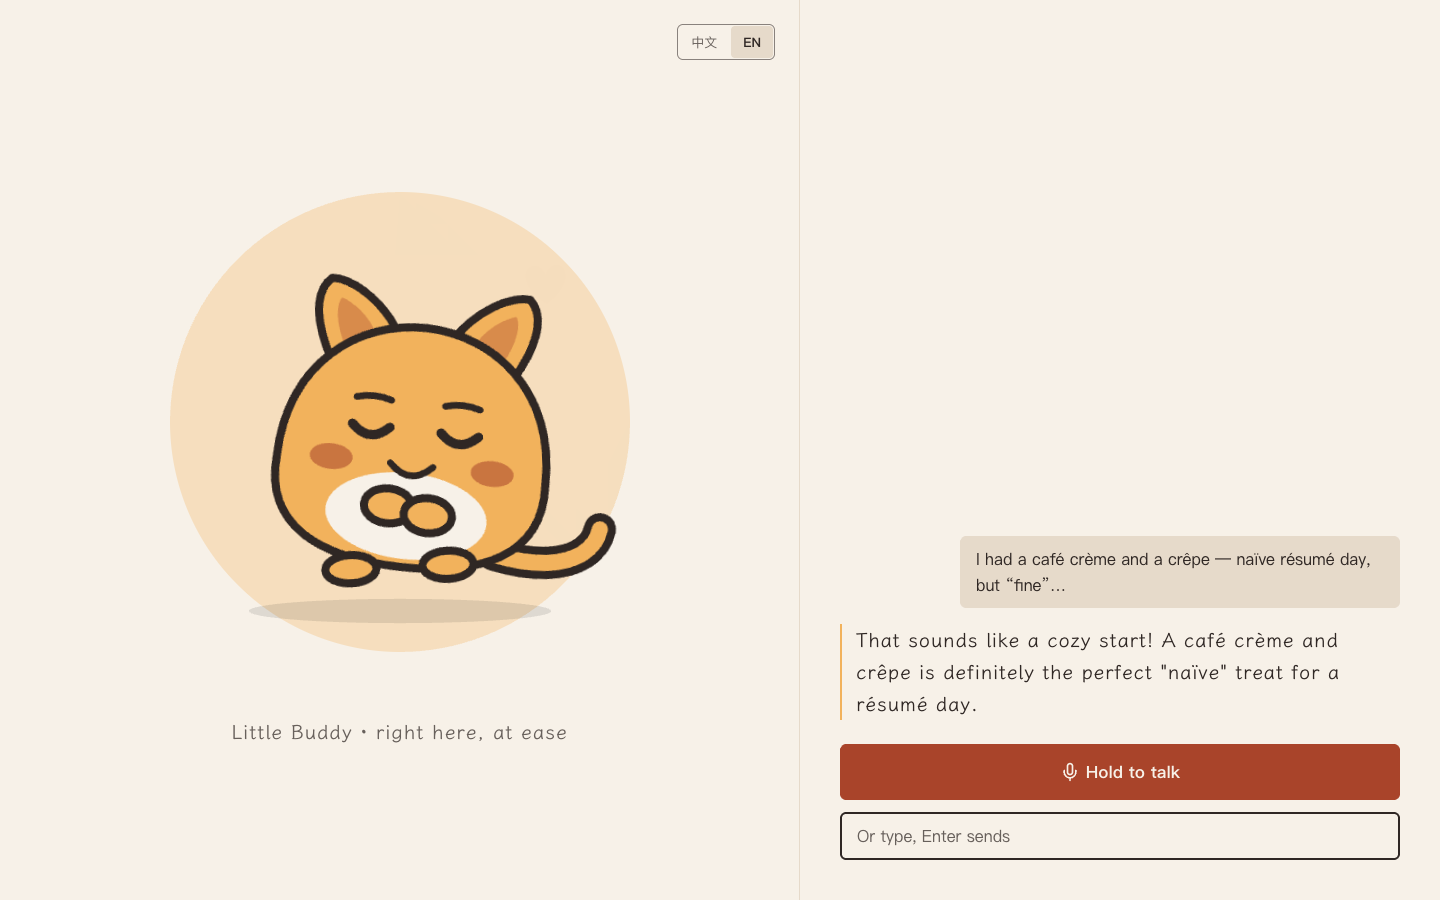 中文 EN
I had a café crème and a crêpe — naïve résumé day,
but “fine”…
That sounds like a cozy start! A café crème and
crêpe is definitely the perfect "naïve" treat for a
résumé day.
Little Buddy • right here, at ease
Hold to talk
Or type, Enter sends